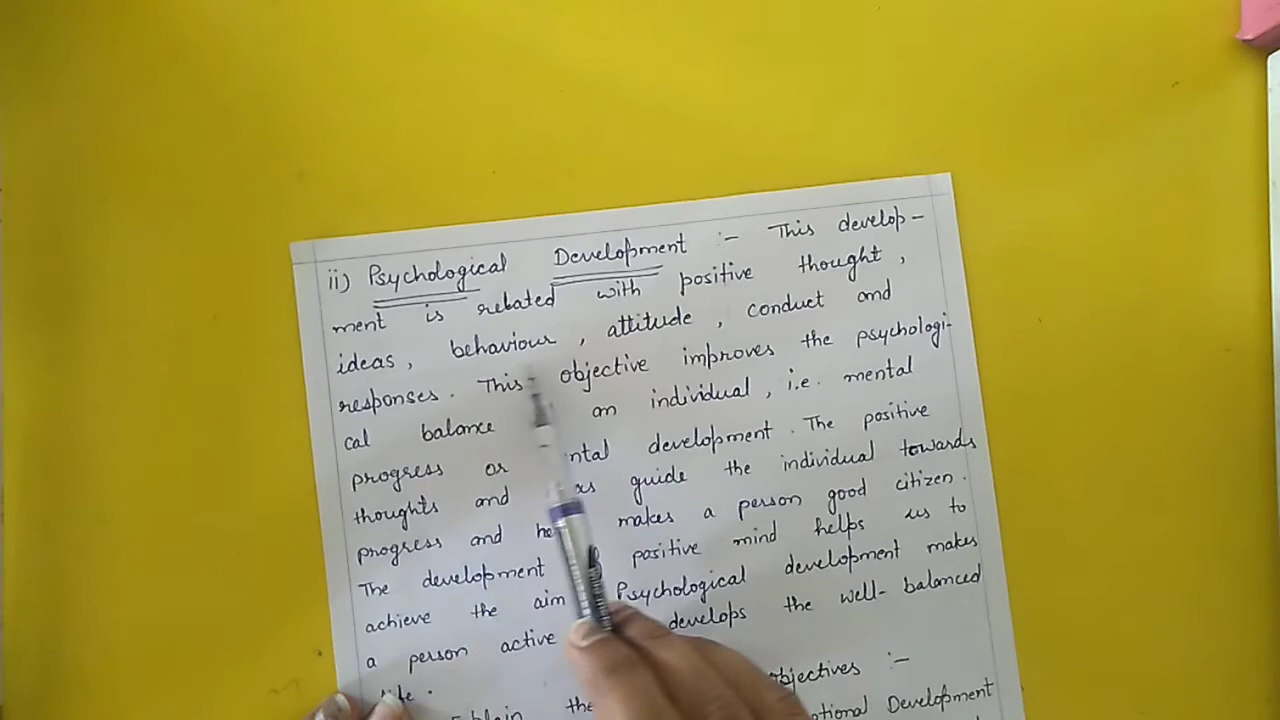 ii) Psychological Development :- This develop-
ment is related with positive thought,
ideas, behaviour, attitude, conduct and
responses. This objective improves the psychologi-
cal balance an individual, i.e. mental
progress or ntal development. The positive
thoughts and guide the individual towards
progress and makes a person good citizen.
The development positive mind helps us to
achieve the aim Psychological development makes
a person active develops the well-balanced
life.
the objectives :-
Development